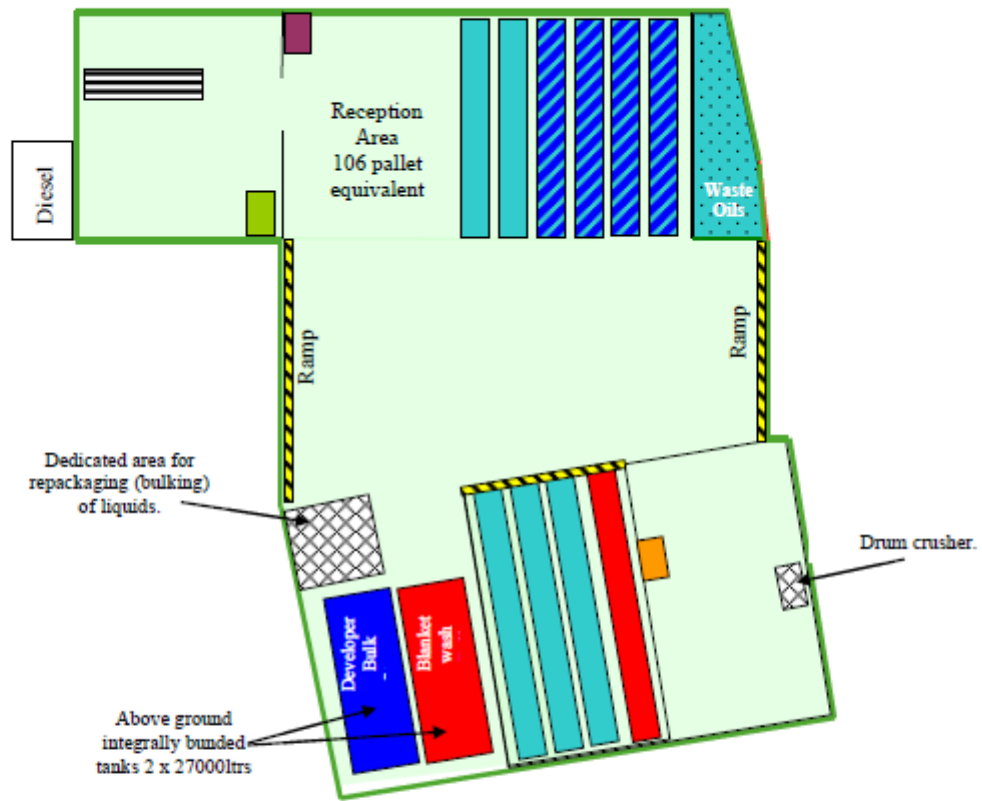 Reception
Area
106 pallet
equivalent
Diesel
Waste
Oils
Ramp
Ramp
Dedicated area for
repackaging (bulking)
of liquids.
Drum crusher.
Developer
Bulk
Blanket
wash
Above ground
integrally bunded
tanks 2 x 27000ltrs